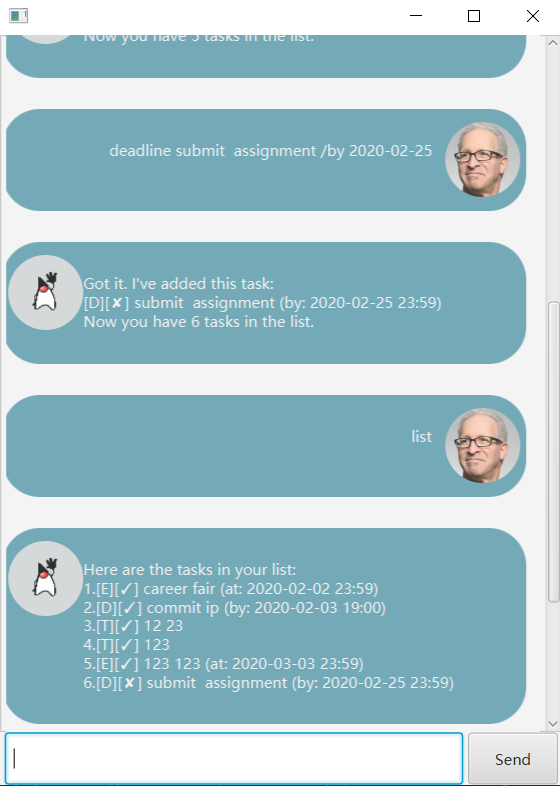 Now you have 5 tasks in the list.
deadline submit  assignment /by 2020-02-25
Got it. I've added this task:
[D][✘] submit  assignment (by: 2020-02-25 23:59)
Now you have 6 tasks in the list.
list
Here are the tasks in your list:
1.[E][✓] career fair (at: 2020-02-02 23:59)
2.[D][✓] commit ip (by: 2020-02-03 19:00)
3.[T][✓] 12 23
4.[T][✓] 123
5.[E][✓] 123 123 (at: 2020-03-03 23:59)
6.[D][✘] submit  assignment (by: 2020-02-25 23:59)
Send